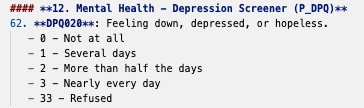 #### **12. Mental Health – Depression Screener (P_DPQ)**
62. **DPQ020**: Feeling down, depressed, or hopeless.
– 0 – Not at all
– 1 – Several days
– 2 – More than half the days
– 3 – Nearly every day
– 33 – Refused